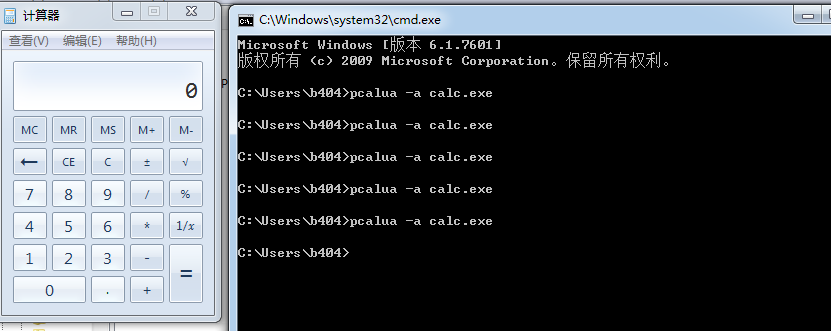 计算器
查看(V) 编辑(E) 帮助(H)
0
MC MR MS M+ M-
← CE C ± √
7 8 9 / %
4 5 6 * 1/x
1 2 3 - =
0 . +
C:\Windows\system32\cmd.exe
Microsoft Windows [版本 6.1.7601]
版权所有 (c) 2009 Microsoft Corporation。保留所有权利。
C:\Users\b404>pcalua -a calc.exe
C:\Users\b404>pcalua -a calc.exe
C:\Users\b404>pcalua -a calc.exe
C:\Users\b404>pcalua -a calc.exe
C:\Users\b404>pcalua -a calc.exe
C:\Users\b404>